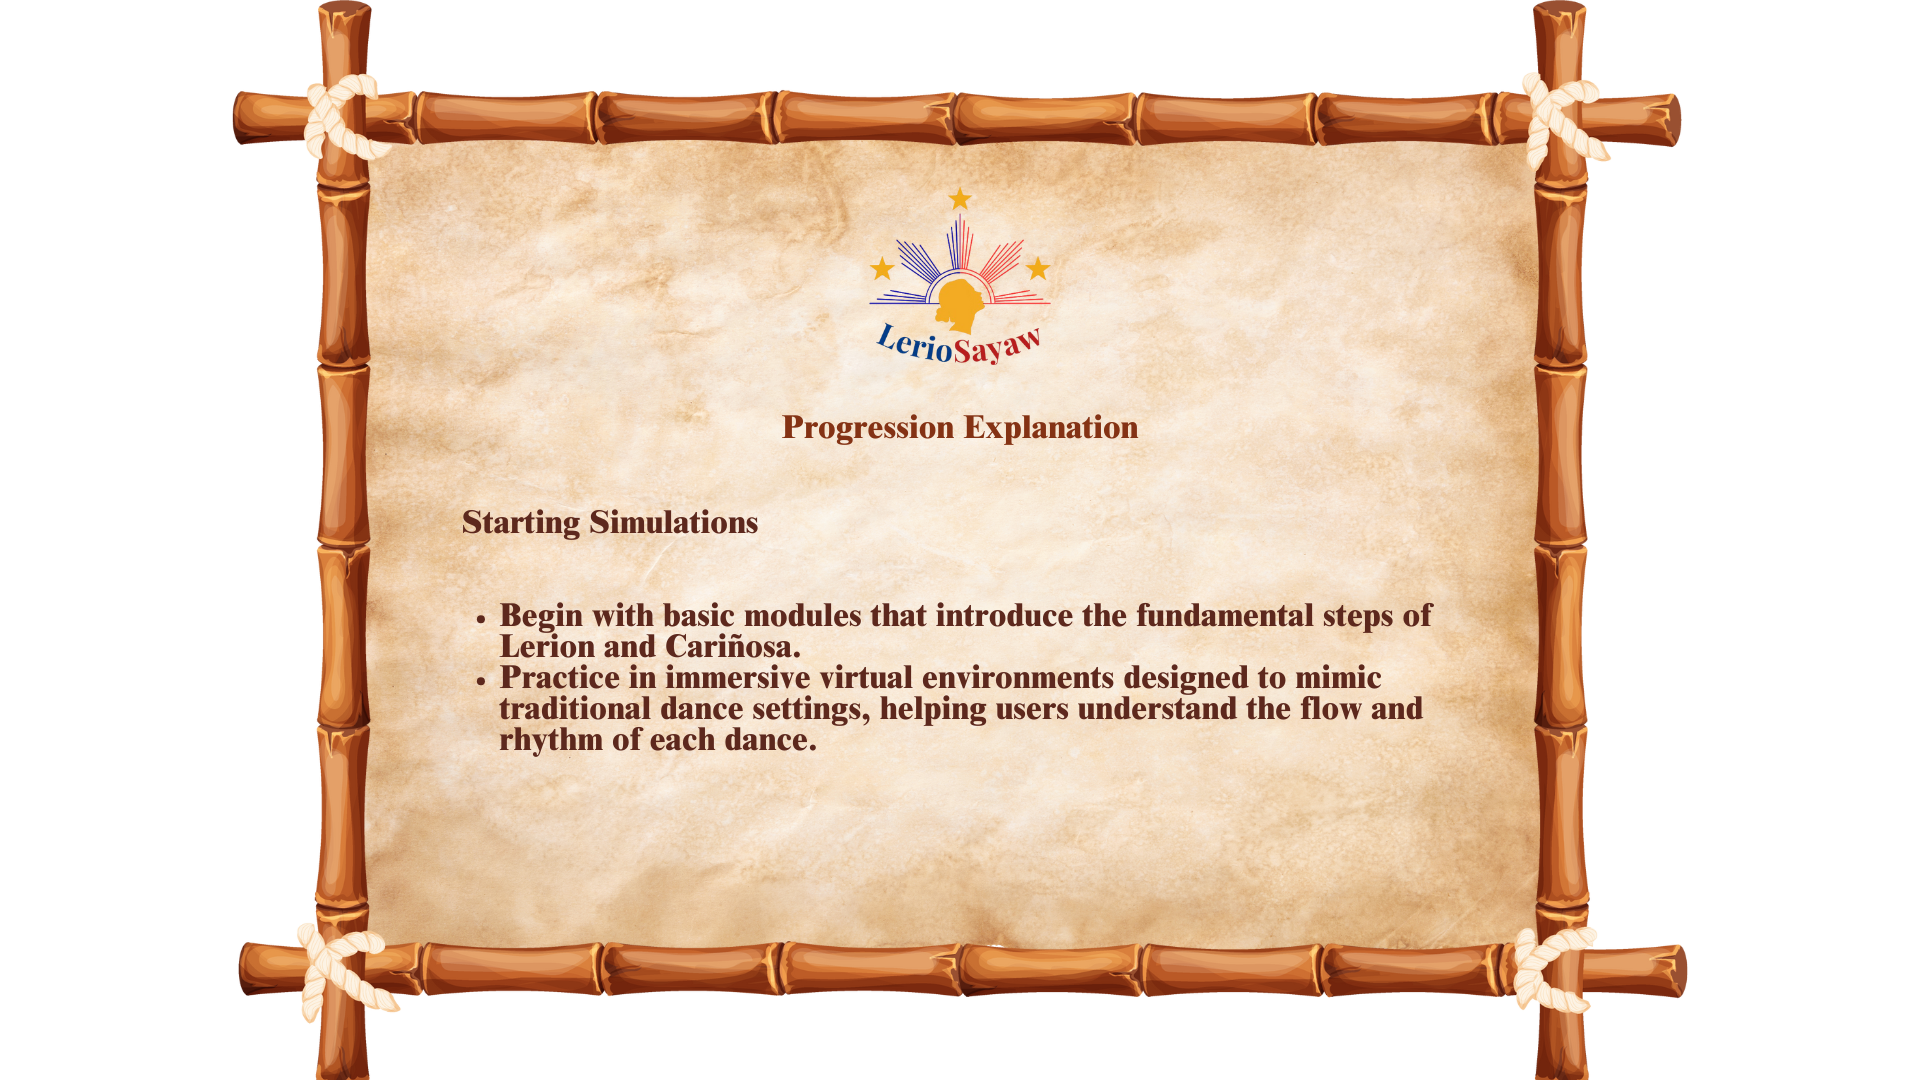 LerioSayaw
Progression Explanation
Starting Simulations
• Begin with basic modules that introduce the fundamental steps of
Lerion and Cariñosa.
• Practice in immersive virtual environments designed to mimic
traditional dance settings, helping users understand the flow and
rhythm of each dance.